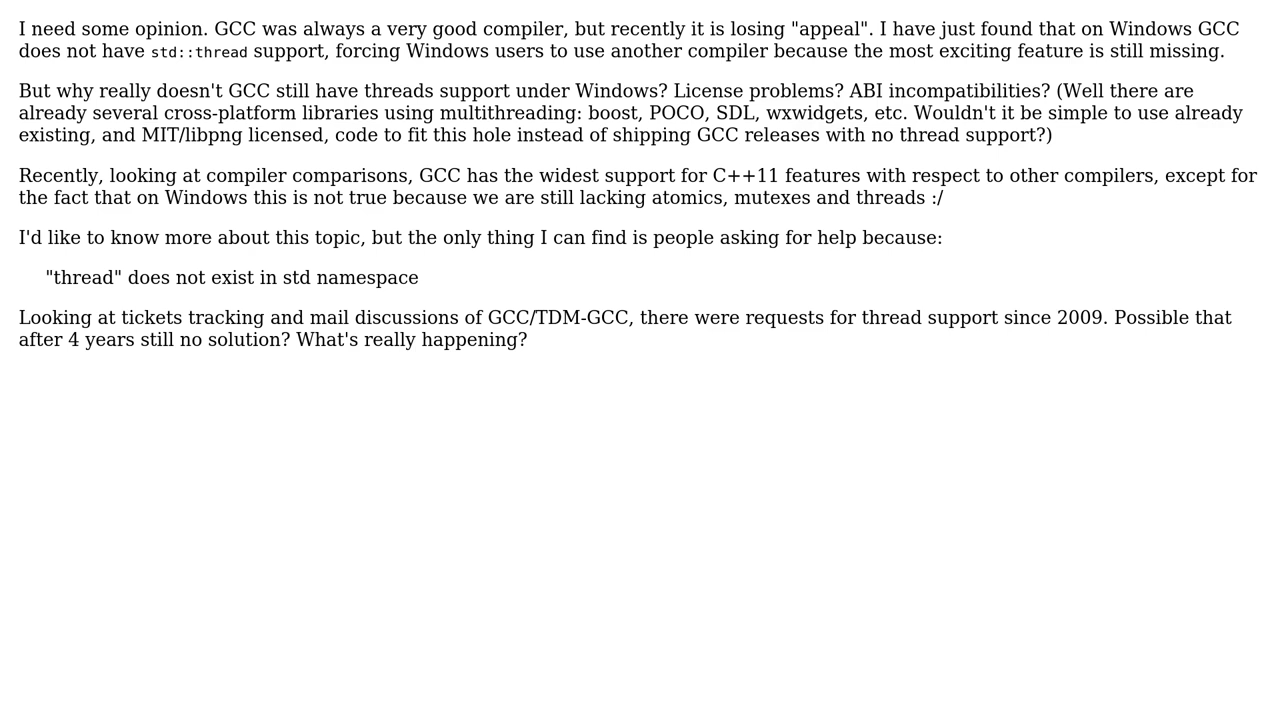 I need some opinion. GCC was always a very good compiler, but recently it is losing "appeal". I have just found that on Windows GCC
does not have std::thread support, forcing Windows users to use another compiler because the most exciting feature is still missing.
But why really doesn't GCC still have threads support under Windows? License problems? ABI incompatibilities? (Well there are
already several cross-platform libraries using multithreading: boost, POCO, SDL, wxwidgets, etc. Wouldn't it be simple to use already
existing, and MIT/libpng licensed, code to fit this hole instead of shipping GCC releases with no thread support?)
Recently, looking at compiler comparisons, GCC has the widest support for C++11 features with respect to other compilers, except for
the fact that on Windows this is not true because we are still lacking atomics, mutexes and threads :/
I'd like to know more about this topic, but the only thing I can find is people asking for help because:
"thread" does not exist in std namespace
Looking at tickets tracking and mail discussions of GCC/TDM-GCC, there were requests for thread support since 2009. Possible that
after 4 years still no solution? What's really happening?